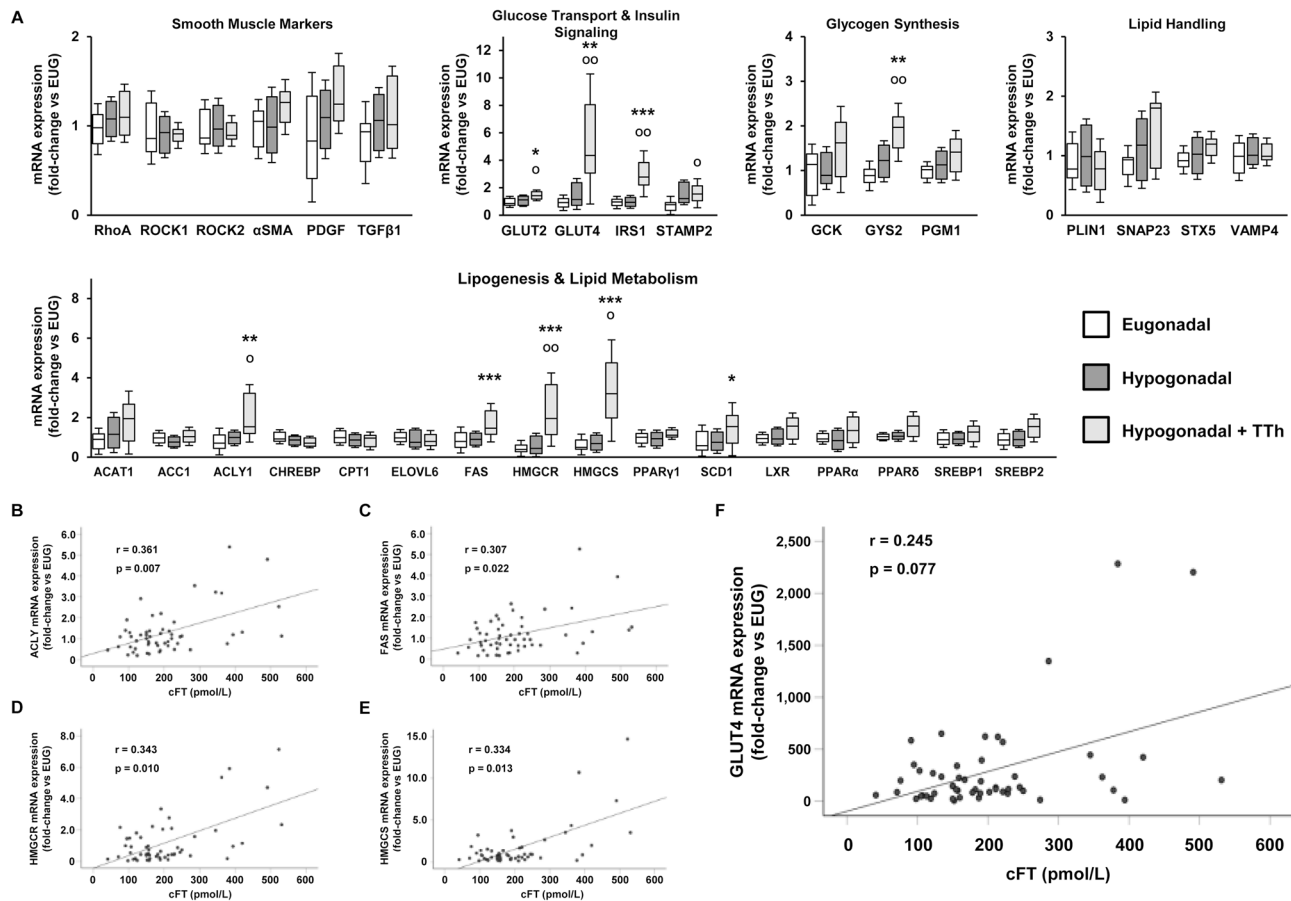 A
Smooth Muscle Markers
mRNA expression
(fold-change vs EUG)
2
1
0
RhoA ROCK1 ROCK2 αSMA PDGF TGFβ1
Glucose Transport & Insulin
Signaling
mRNA expression
(fold-change vs EUG)
12
10
8
6
4
2
0
*
**
oo
***
oo
o
GLUT2 GLUT4 IRS1 STAMP2
Glycogen Synthesis
mRNA expression
(fold-change vs EUG)
4
3
2
1
0
**
oo
GCK GYS2 PGM1
Lipid Handling
mRNA expression
(fold-change vs EUG)
3
2
1
0
PLIN1 SNAP23 STX5 VAMP4
Lipogenesis & Lipid Metabolism
mRNA expression
(fold-change vs EUG)
8
6
4
2
0
**
o
***
***
oo
***
o
*
ACAT1 ACC1 ACLY1 CHREBP CPT1 ELOVL6 FAS HMGCR HMGCS PPARγ1 SCD1 LXR PPARα PPARδ SREBP1 SREBP2
Eugonadal
Hypogonadal
Hypogonadal + TTh
B
ACLY mRNA expression
(fold-change vs EUG)
6.0
5.0
4.0
3.0
2.0
1.0
0
r = 0.361
p = 0.007
0 100 200 300 400 500 600
cFT (pmol/L)
C
FAS mRNA expression
(fold-change vs EUG)
6.0
5.0
4.0
3.0
2.0
1.0
0
r = 0.307
p = 0.022
0 100 200 300 400 500 600
cFT (pmol/L)
D
HMGCR mRNA expression
(fold-change vs EUG)
8.0
6.0
4.0
2.0
0
r = 0.343
p = 0.010
0 100 200 300 400 500 600
cFT (pmol/L)
E
HMGCS mRNA expression
(fold-change vs EUG)
15.0
10.0
5.0
0
r = 0.334
p = 0.013
0 100 200 300 400 500 600
cFT (pmol/L)
F
GLUT4 mRNA expression
(fold-change vs EUG)
2,500
2,000
1,500
1,000
500
0
r = 0.245
p = 0.077
0 100 200 300 400 500 600
cFT (pmol/L)